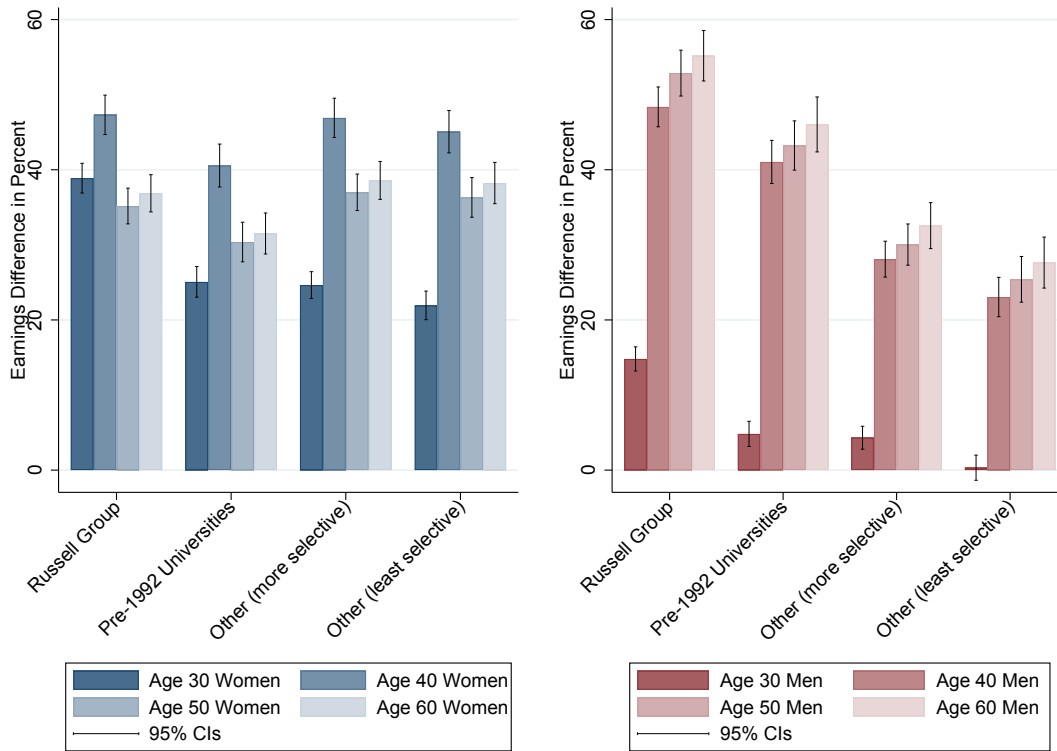 Earnings Difference in Percent
60
40
20
0
Russell Group
Pre-1992 Universities
Other (more selective)
Other (least selective)
Age 30 Women
Age 40 Women
Age 50 Women
Age 60 Women
95% CIs
Earnings Difference in Percent
60
40
20
0
Russell Group
Pre-1992 Universities
Other (more selective)
Other (least selective)
Age 30 Men
Age 40 Men
Age 50 Men
Age 60 Men
95% CIs